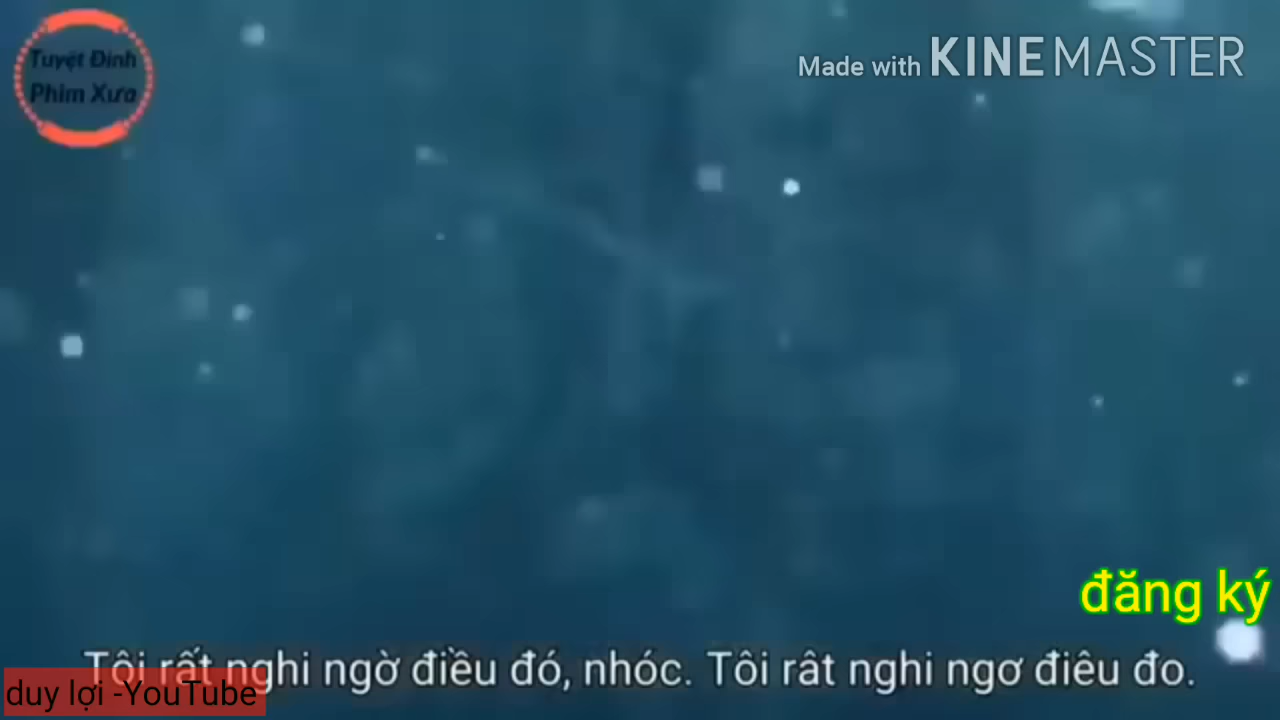 Tuyệt Đỉnh
Phim Xưa
Made with KINEMASTER
đăng ký
Tôi rất nghi ngờ điều đó, nhóc. Tôi rât nghi ngơ điêu đo.
duy lợi -YouTube